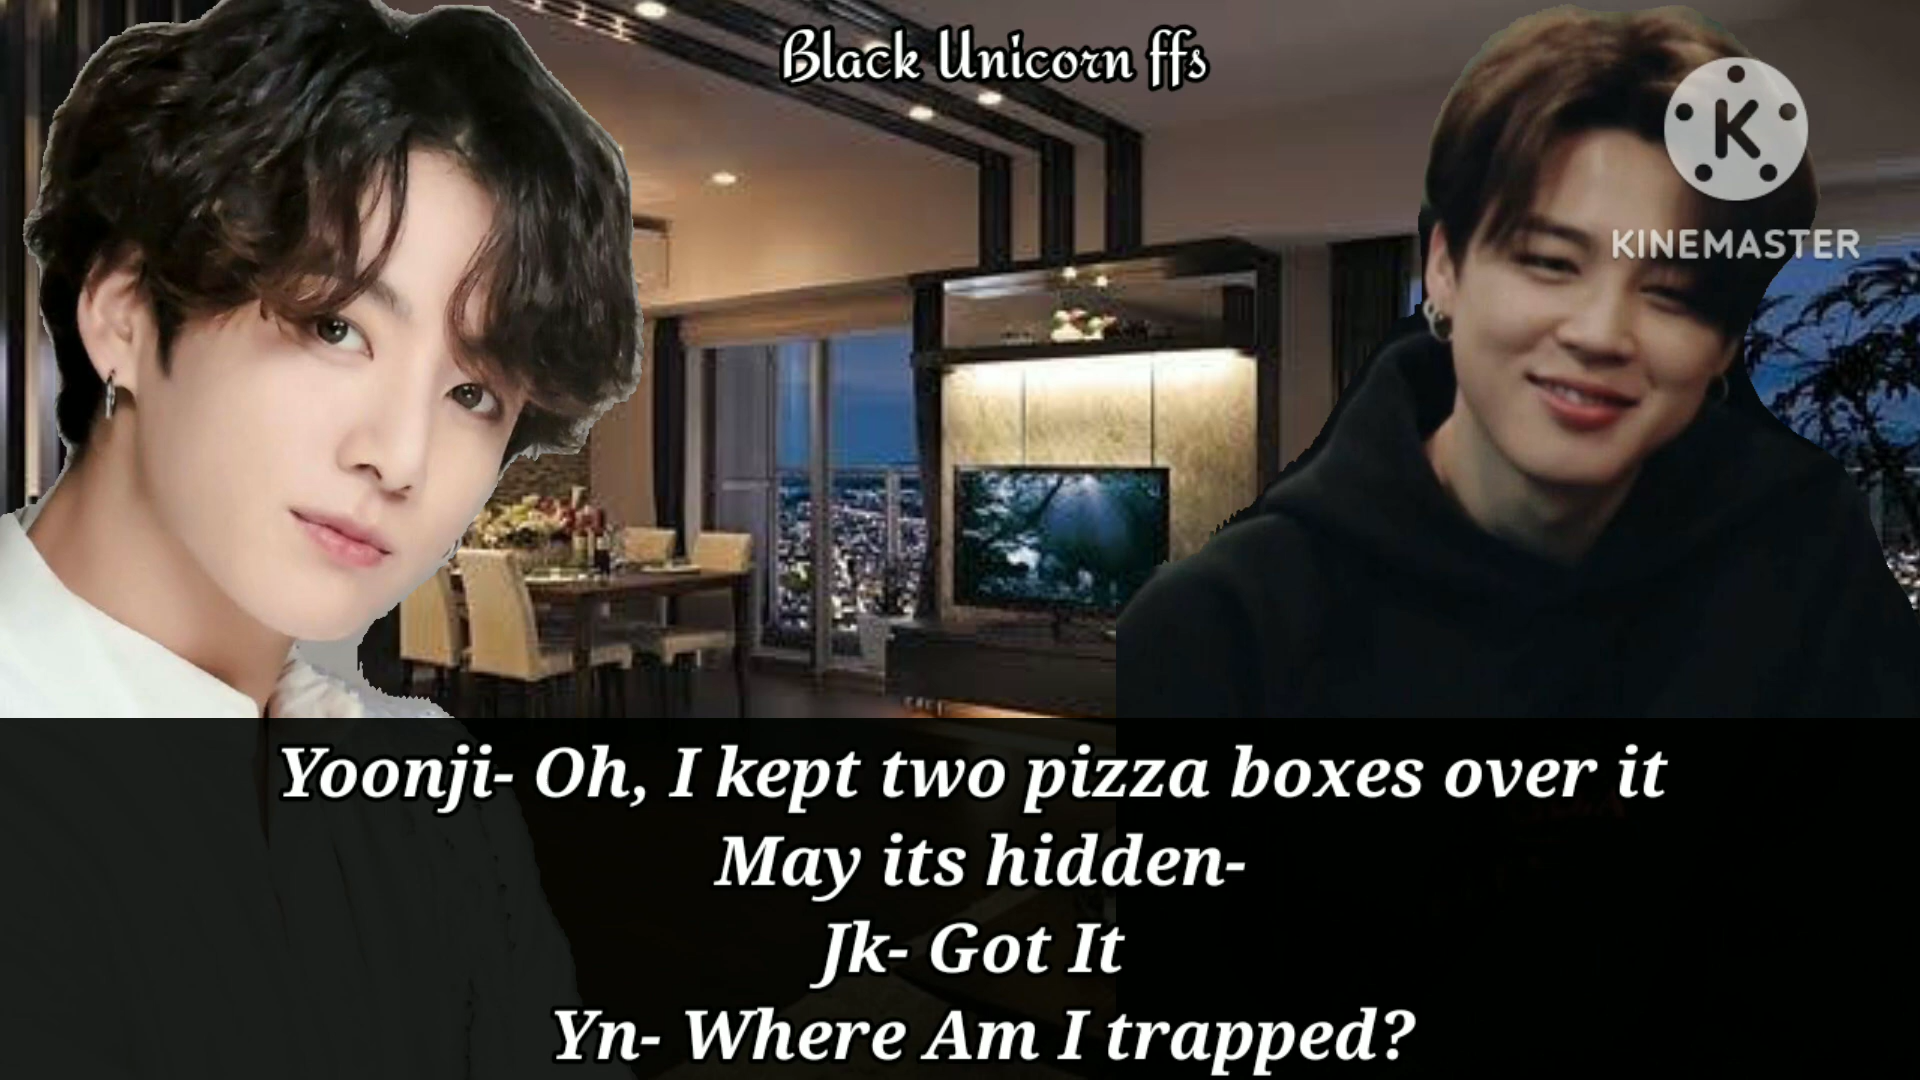 Black Unicorn ffs
K
KINEMASTER
Yoonji- Oh, I kept two pizza boxes over it
May its hidden-
Jk- Got It
Yn- Where Am I trapped?